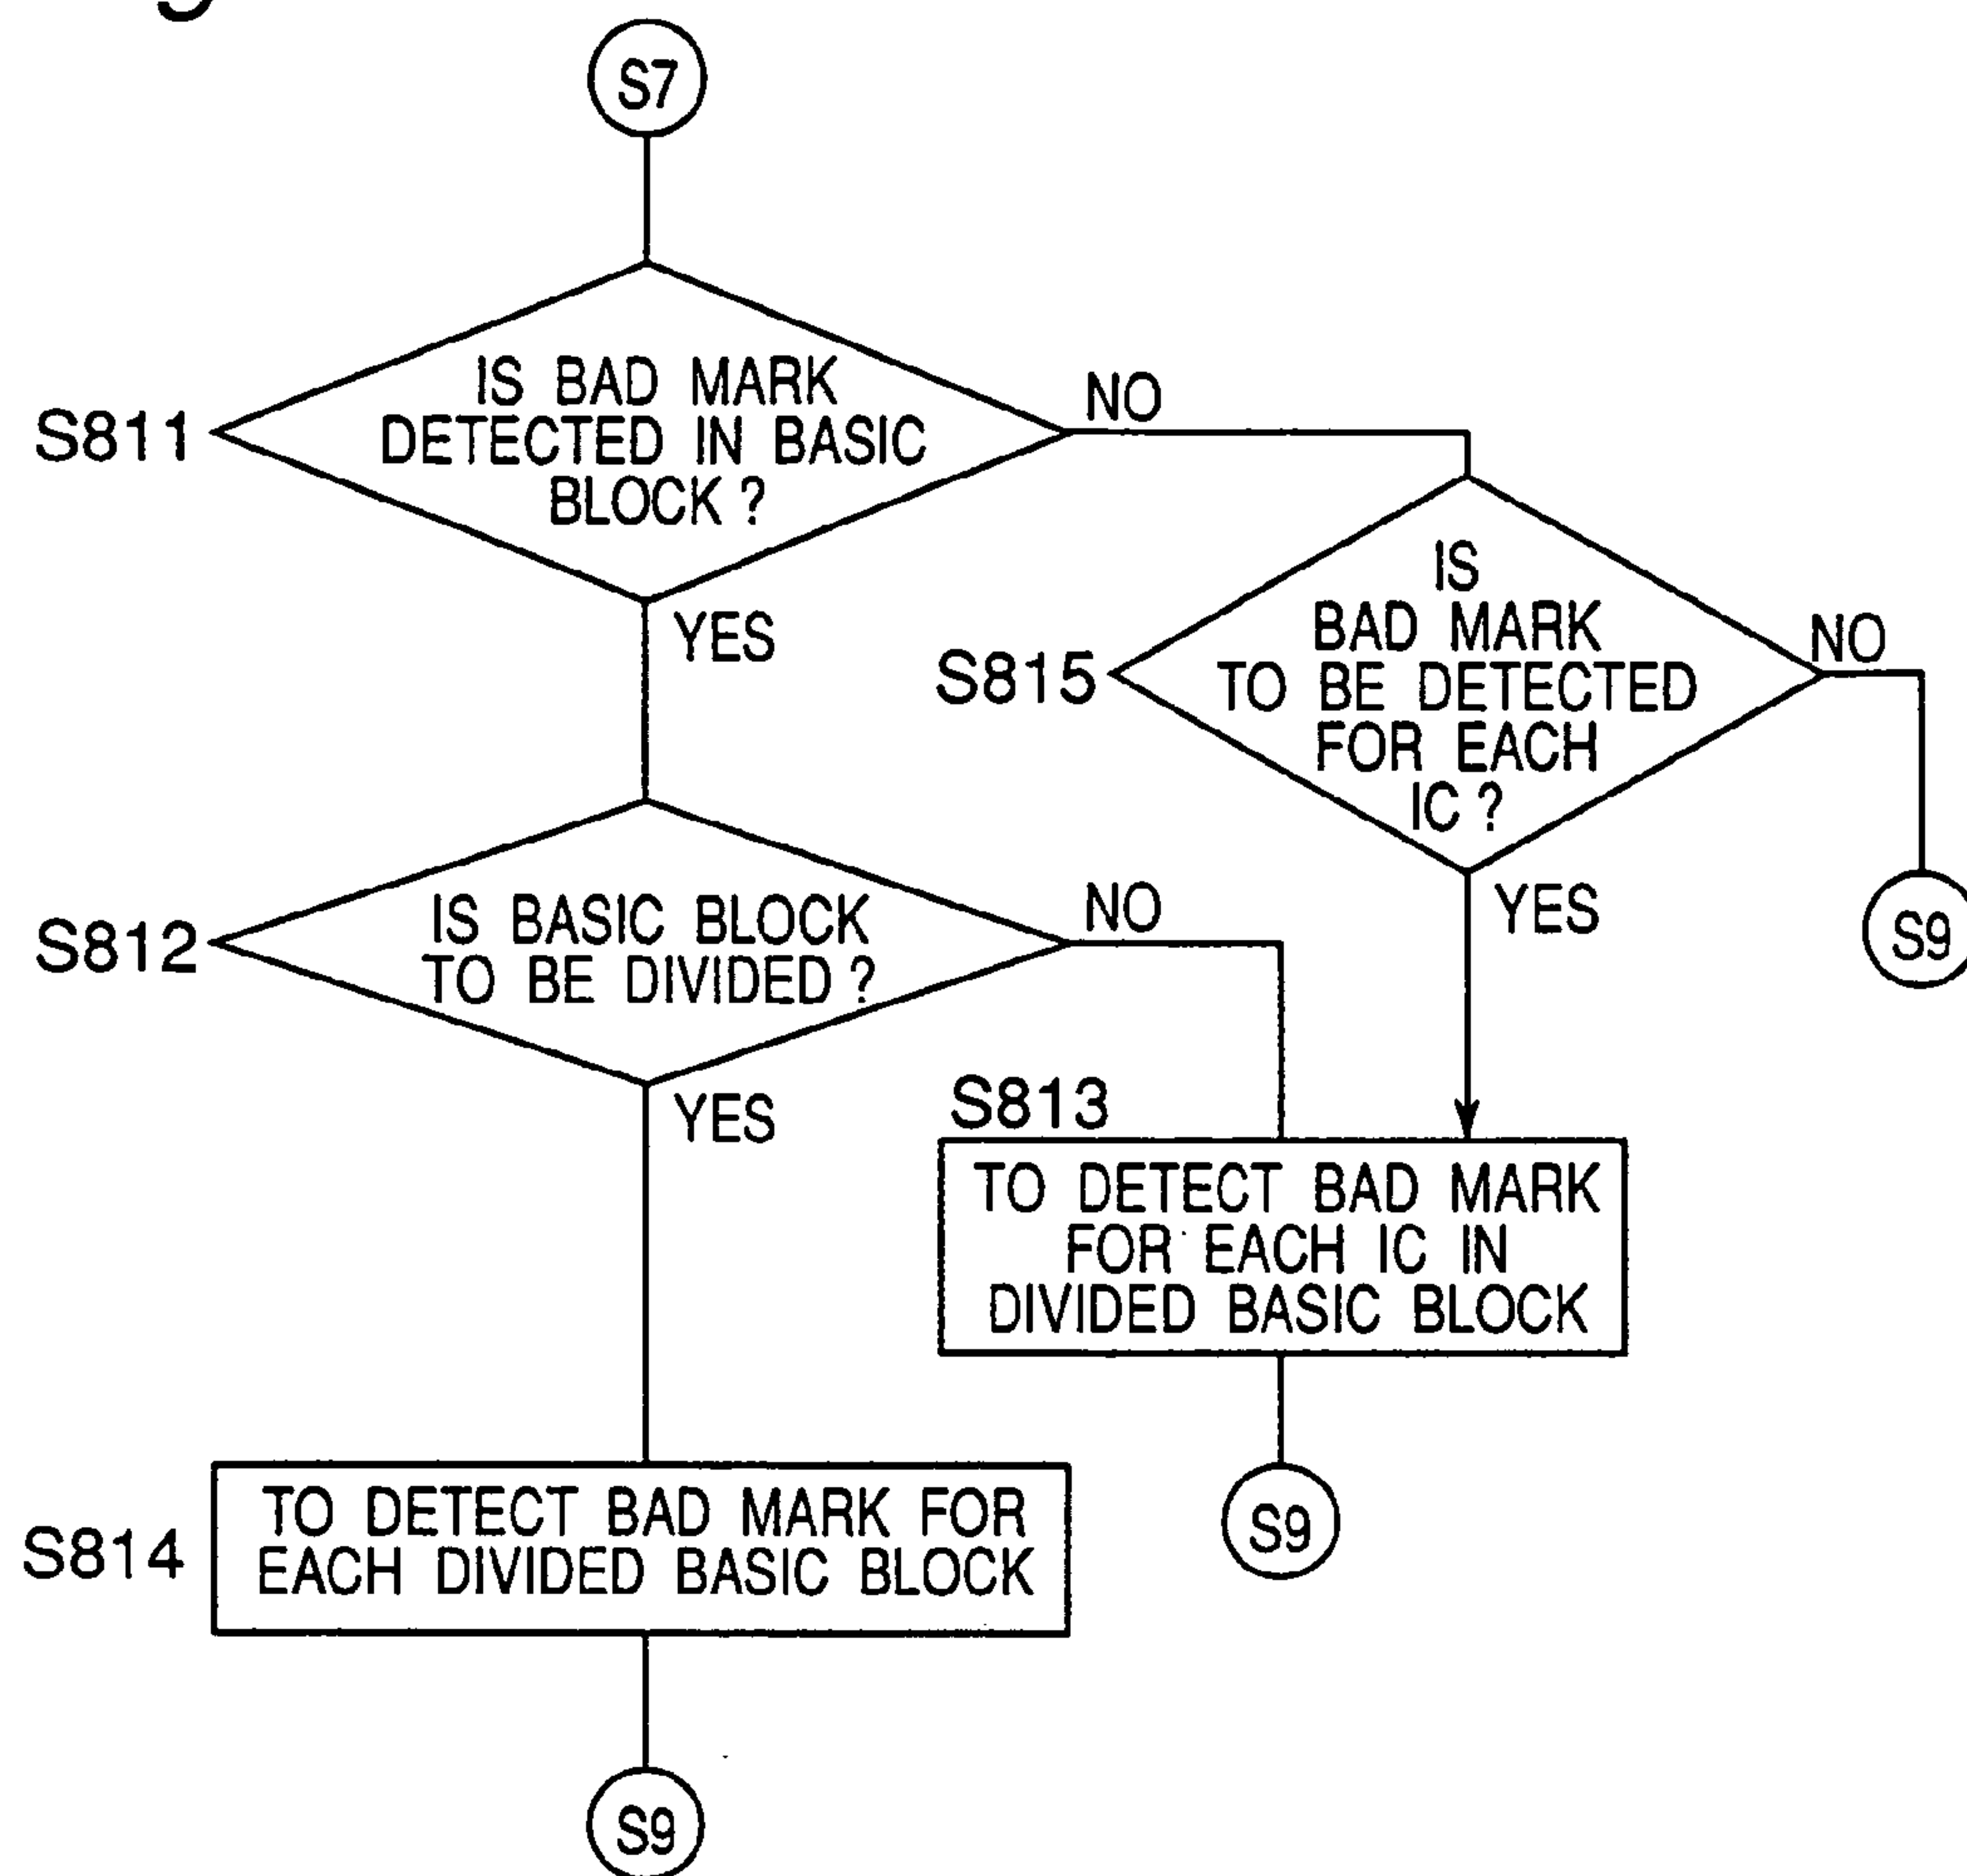 S7
IS BAD MARK
DETECTED IN BASIC
BLOCK ?
S811
NO
YES
IS
BAD MARK
TO BE DETECTED
FOR EACH
IC ?
S815
NO
YES
S9
IS BASIC BLOCK
TO BE DIVIDED ?
S812
NO
YES
S813
TO DETECT BAD MARK
FOR EACH IC IN
DIVIDED BASIC BLOCK
S9
S814
TO DETECT BAD MARK FOR
EACH DIVIDED BASIC BLOCK
S9